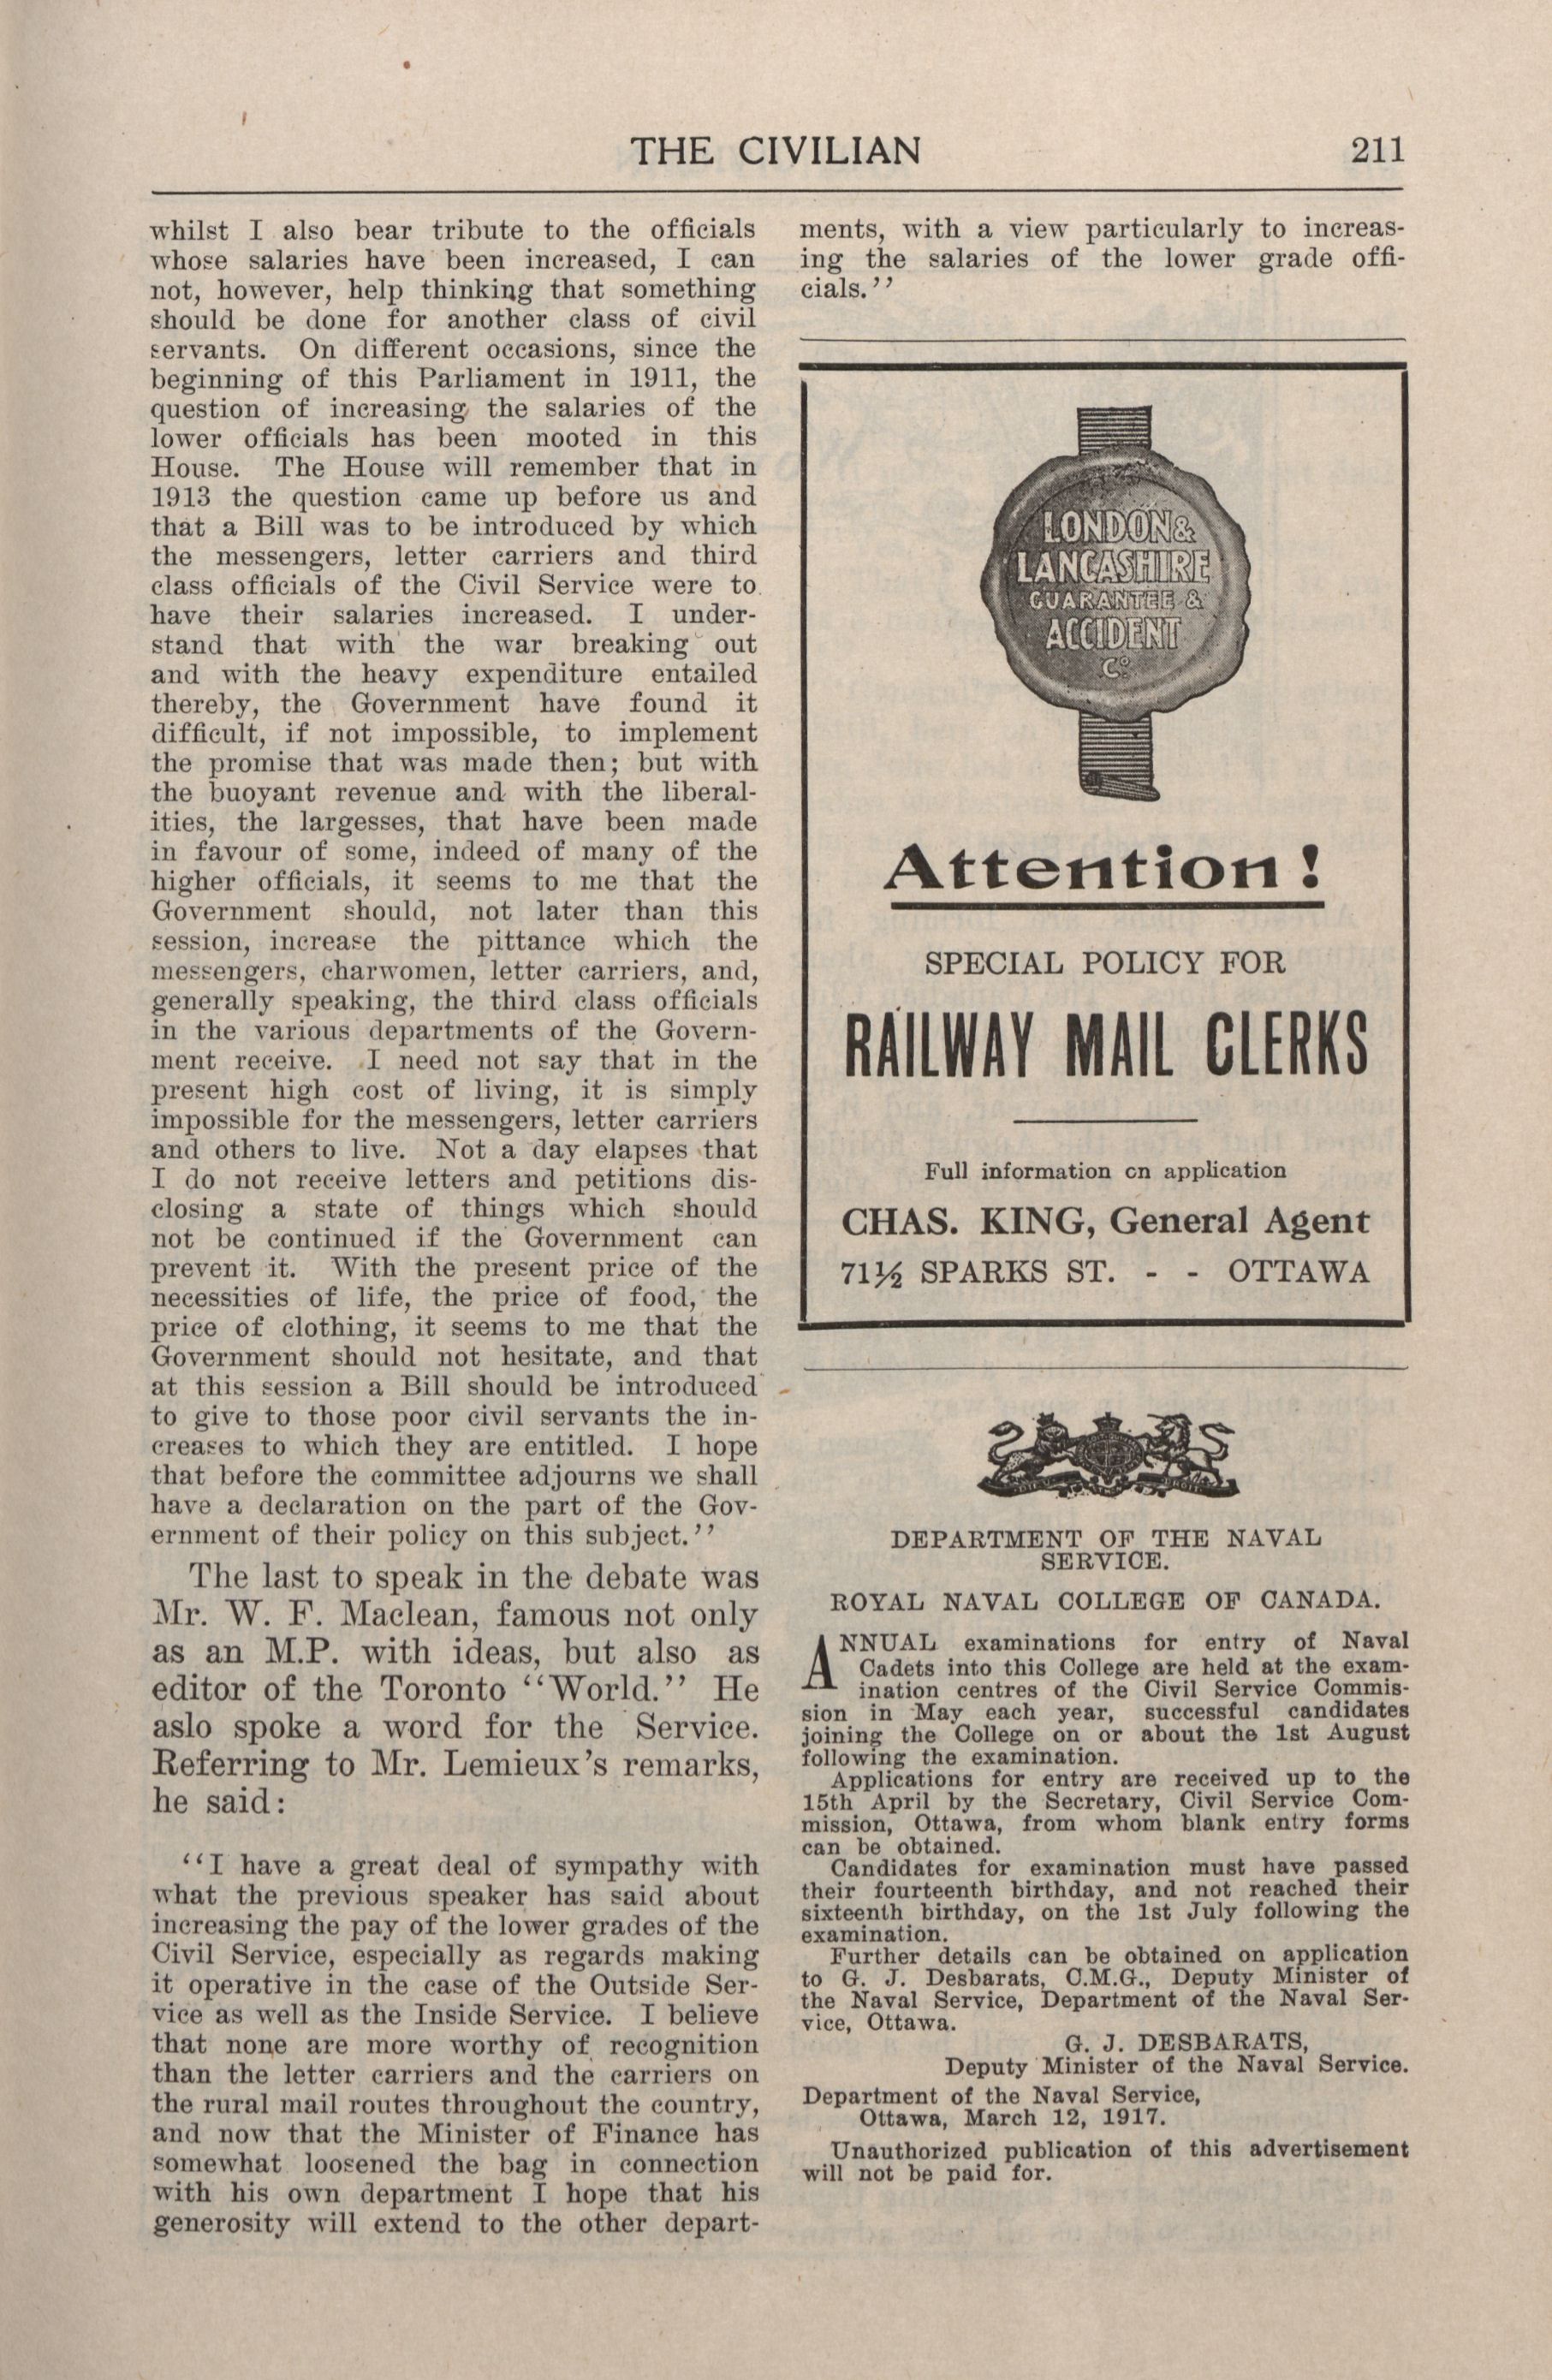 THE CIVILIAN
211
whilst I also bear tribute to the officials
whose salaries have been increased, I can
not, however, help thinking that something
should be done for another class of civil
servants. On different occasions, since the
beginning of this Parliament in 1911, the
question of increasing the salaries of the
lower officials has been mooted in this
House. The House will remember that in
1913 the question came up before us and
that a Bill was to be introduced by which
the messengers, letter carriers and third
class officials of the Civil Service were to
have their salaries increased. I under-
stand that with the war breaking out
and with the heavy expenditure entailed
thereby, the Government have found it
difficult, if not impossible, to implement
the promise that was made then; but with
the buoyant revenue and with the liberal-
ities, the largesses, that have been made
in favour of some, indeed of many of the
higher officials, it seems to me that the
Government should, not later than this
session, increase the pittance which the
messengers, charwomen, letter carriers, and,
generally speaking, the third class officials
in the various departments of the Govern-
ment receive. I need not say that in the
present high cost of living, it is simply
impossible for the messengers, letter carriers
and others to live. Not a day elapses that
I do not receive letters and petitions dis-
closing a state of things which should
not be continued if the Government can
prevent it. With the present price of the
necessities of life, the price of food, the
price of clothing, it seems to me that the
Government should not hesitate, and that
at this session a Bill should be introduced
to give to those poor civil servants the in-
creases to which they are entitled. I hope
that before the committee adjourns we shall
have a declaration on the part of the Gov-
ernment of their policy on this subject.''
The last to speak in the debate was
Mr. W. F. Maclean, famous not only
as an M.P. with ideas, but also as
editor of the Toronto ''World.'' He
aslo spoke a word for the Service.
Referring to Mr. Lemieux's remarks,
he said:
''I have a great deal of sympathy with
what the previous speaker has said about
increasing the pay of the lower grades of the
Civil Service, especially as regards making
it operative in the case of the Outside Ser-
vice as well as the Inside Service. I believe
that none are more worthy of recognition
than the letter carriers and the carriers on
the rural mail routes throughout the country,
and now that the Minister of Finance has
somewhat loosened the bag in connection
with his own department I hope that his
generosity will extend to the other depart-
ments, with a view particularly to increas-
ing the salaries of the lower grade offi-
cials.''
LONDON &
LANCASHIRE
GUARANTEE &
ACCIDENT
Co.
Attention!
SPECIAL POLICY FOR
RAILWAY MAIL CLERKS
Full information on application
CHAS. KING, General Agent
71½ SPARKS ST. - - OTTAWA
DEPARTMENT OF THE NAVAL
SERVICE.
ROYAL NAVAL COLLEGE OF CANADA.
ANNUAL examinations for entry of Naval
Cadets into this College are held at the exam-
ination centres of the Civil Service Commis-
sion in May each year, successful candidates
joining the College on or about the 1st August
following the examination.
Applications for entry are received up to the
15th April by the Secretary, Civil Service Com-
mission, Ottawa, from whom blank entry forms
can be obtained.
Candidates for examination must have passed
their fourteenth birthday, and not reached their
sixteenth birthday, on the 1st July following the
examination.
Further details can be obtained on application
to G. J. Desbarats, C.M.G., Deputy Minister of
the Naval Service, Department of the Naval Ser-
vice, Ottawa.
G. J. DESBARATS,
Deputy Minister of the Naval Service.
Department of the Naval Service,
Ottawa, March 12, 1917.
Unauthorized publication of this advertisement
will not be paid for.